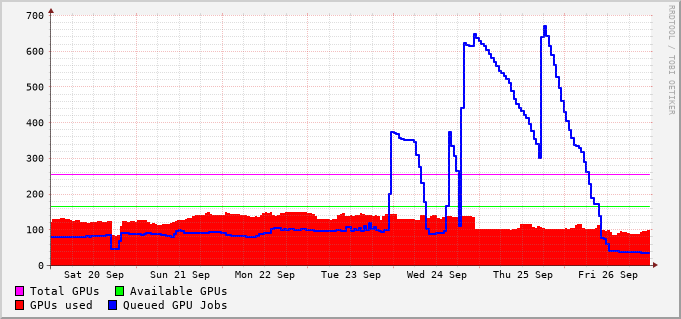 700
600
500
400
300
200
100
0
Sat 20 Sep Sun 21 Sep Mon 22 Sep Tue 23 Sep Wed 24 Sep Thu 25 Sep Fri 26 Sep
Total GPUs Available GPUs
GPUs used Queued GPU Jobs
RRDTOOL / TOBI OETIKER